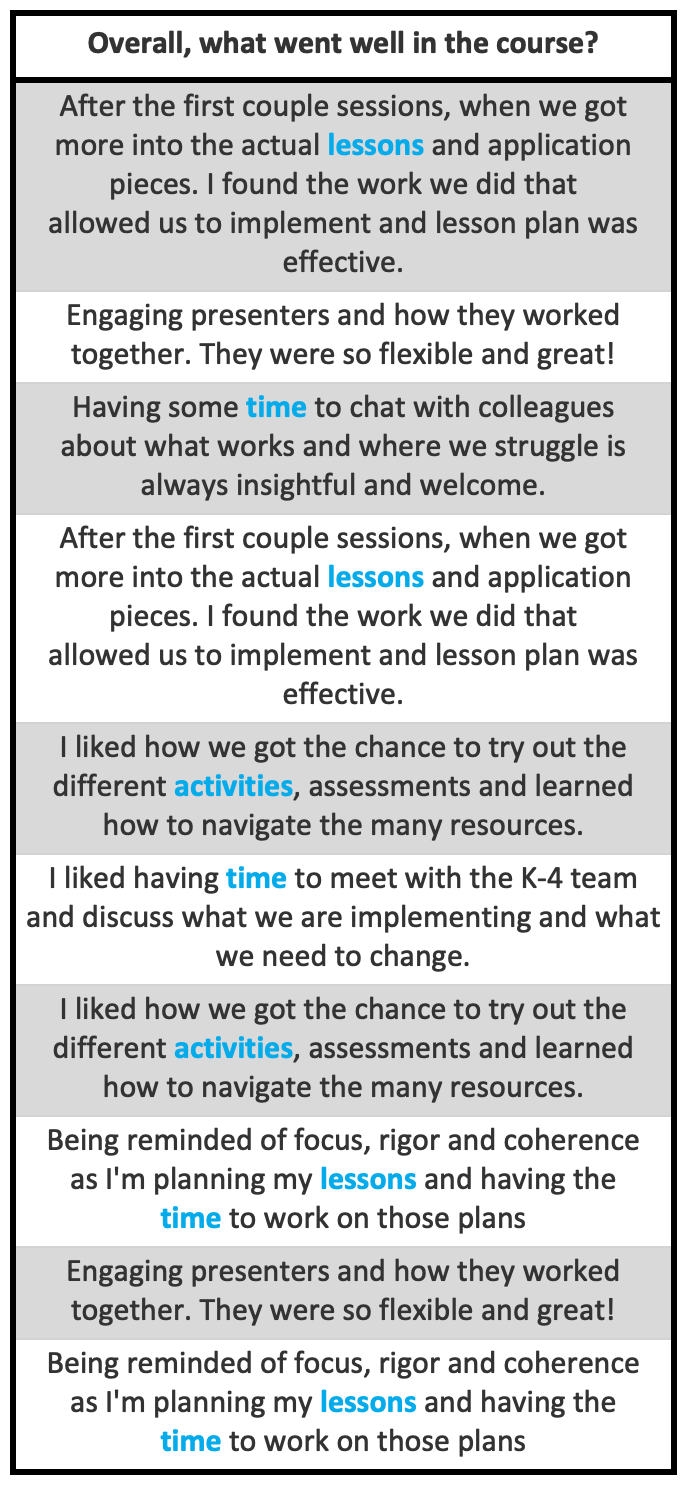 Overall, what went well in the course?
After the first couple sessions, when we got
more into the actual lessons and application
pieces. I found the work we did that
allowed us to implement and lesson plan was
effective.
Engaging presenters and how they worked
together. They were so flexible and great!
Having some time to chat with colleagues
about what works and where we struggle is
always insightful and welcome.
After the first couple sessions, when we got
more into the actual lessons and application
pieces. I found the work we did that
allowed us to implement and lesson plan was
effective.
I liked how we got the chance to try out the
different activities, assessments and learned
how to navigate the many resources.
I liked having time to meet with the K-4 team
and discuss what we are implementing and what
we need to change.
I liked how we got the chance to try out the
different activities, assessments and learned
how to navigate the many resources.
Being reminded of focus, rigor and coherence
as I'm planning my lessons and having the
time to work on those plans
Engaging presenters and how they worked
together. They were so flexible and great!
Being reminded of focus, rigor and coherence
as I'm planning my lessons and having the
time to work on those plans